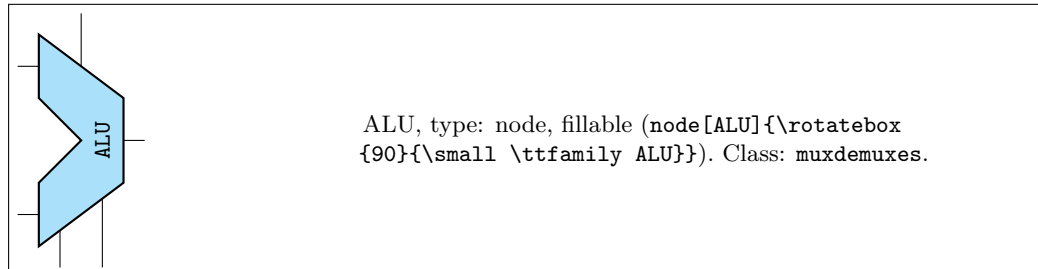 ALU
ALU, type: node, fillable (node[ALU]{\rotatebox
{90}{\small \ttfamily ALU}}). Class: muxdemuxes.